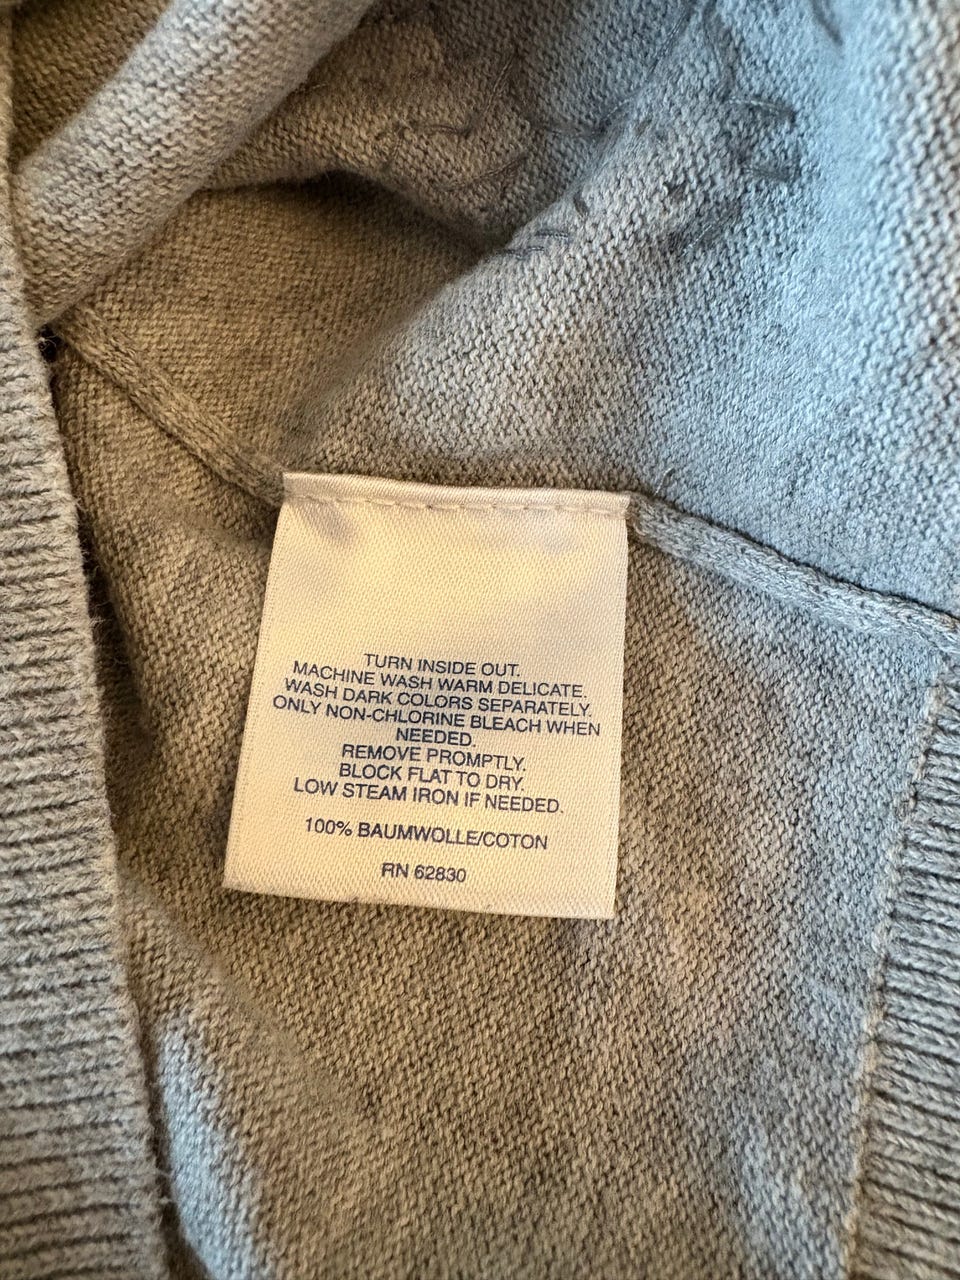 TURN INSIDE OUT.
MACHINE WASH WARM DELICATE.
WASH DARK COLORS SEPARATELY.
ONLY NON-CHLORINE BLEACH WHEN
NEEDED.
REMOVE PROMPTLY.
BLOCK FLAT TO DRY.
LOW STEAM IRON IF NEEDED.
100% BAUMWOLLE/COTON
RN 62830